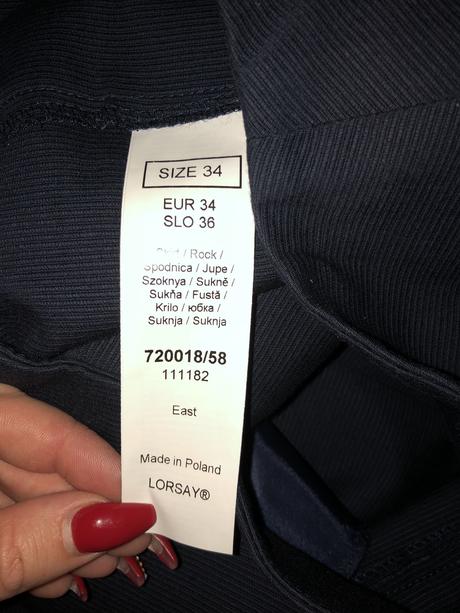 SIZE 34
EUR 34
SLO 36
/ Rock /
Spodnica / Jupe /
Szoknya / Sukně /
Sukňa / Fustă /
Krilo / юбка /
Suknja / Suknja
720018/58
111182
East
Made in Poland
LORSAY®